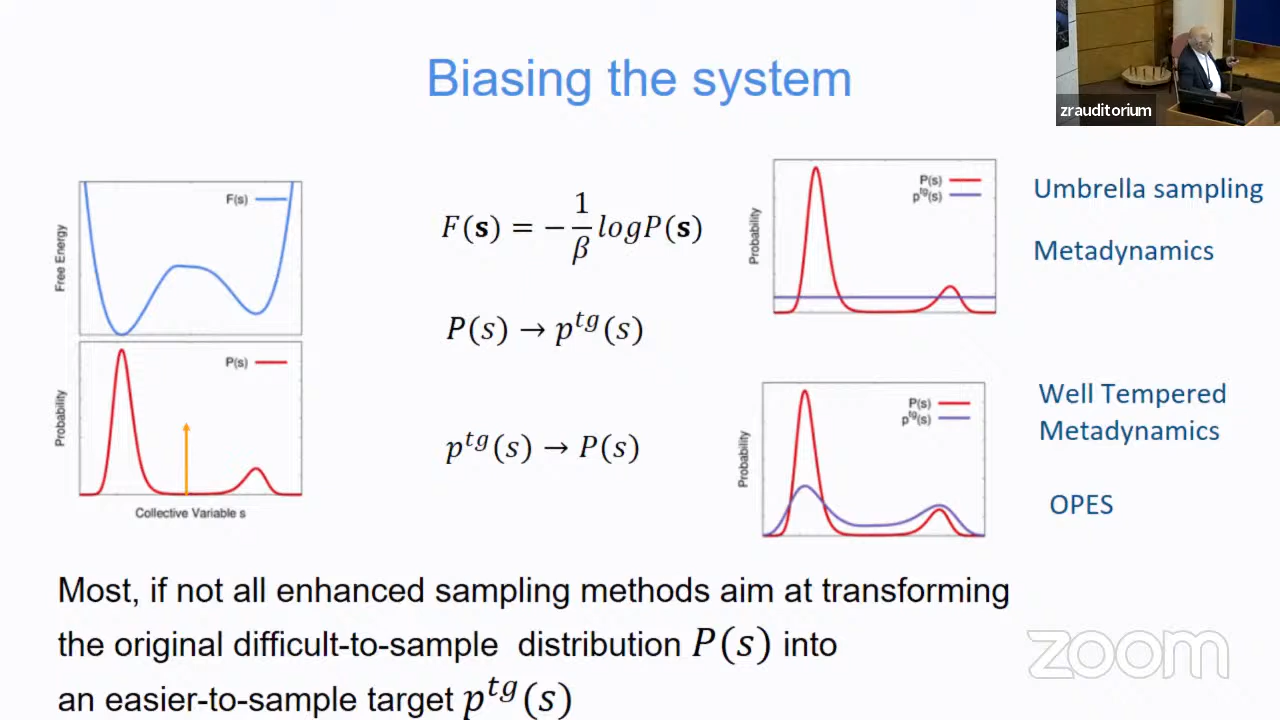 Biasing the system
zrauditorium
Free Energy
F(s)
Probability
P(s)
Collective Variable s
F(𝐬) = −1/β logP(𝐬)
P(s) → p^{tg}(s)
p^{tg}(s) → P(s)
Probability
P(s)
p^{tg}(s)
Umbrella sampling
Metadynamics
Probability
P(s)
p^{tg}(s)
Well Tempered
Metadynamics
OPES
Most, if not all enhanced sampling methods aim at transforming
the original difficult-to-sample distribution P(s) into
an easier-to-sample target p^{tg}(s)
zoom